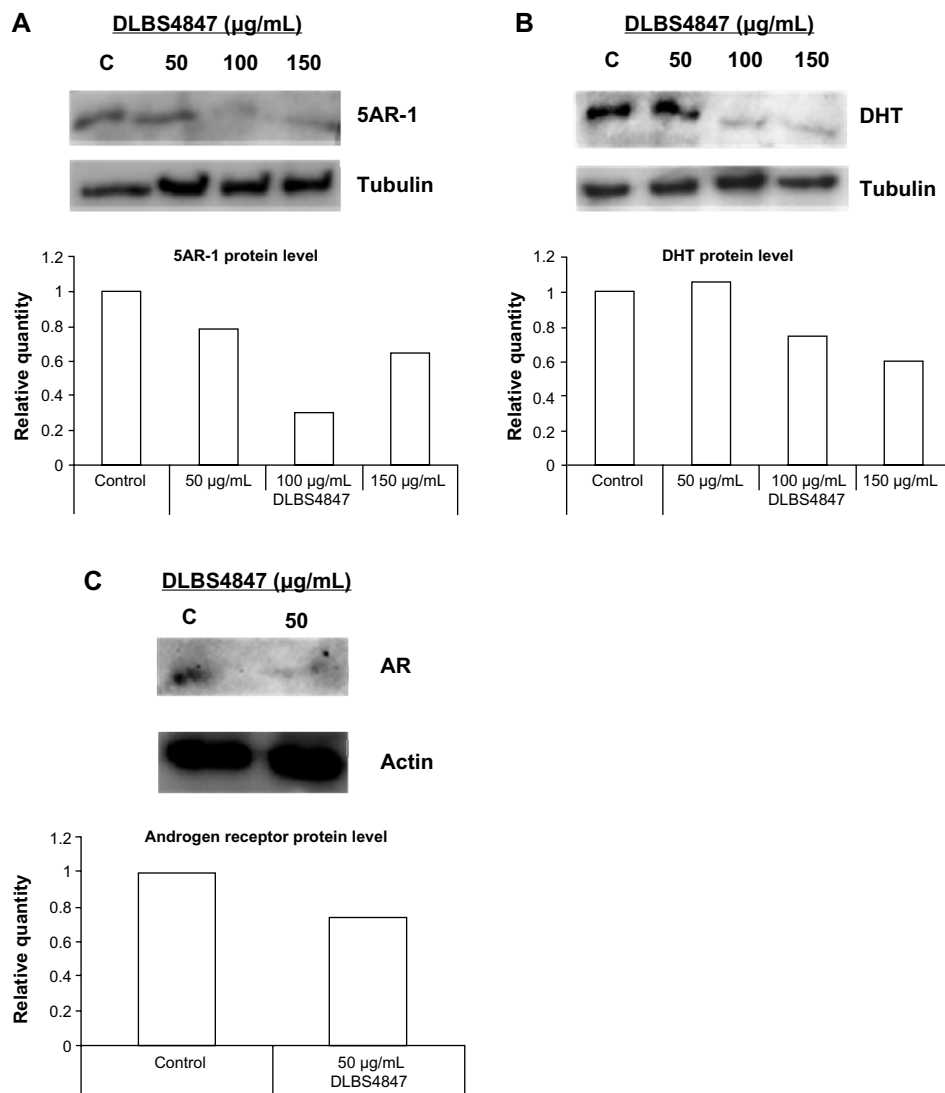 A
DLBS4847 (µg/mL)
C 50 100 150
5AR-1
Tubulin
5AR-1 protein level
Relative quantity
1.2
1
0.8
0.6
0.4
0.2
0
Control 50 µg/mL 100 µg/mL 150 µg/mL
DLBS4847
B
DLBS4847 (µg/mL)
C 50 100 150
DHT
Tubulin
DHT protein level
Relative quantity
1.2
1
0.8
0.6
0.4
0.2
0
Control 50 µg/mL 100 µg/mL 150 µg/mL
DLBS4847
C
DLBS4847 (µg/mL)
C 50
AR
Actin
Androgen receptor protein level
Relative quantity
1.2
1
0.8
0.6
0.4
0.2
0
Control 50 µg/mL
DLBS4847